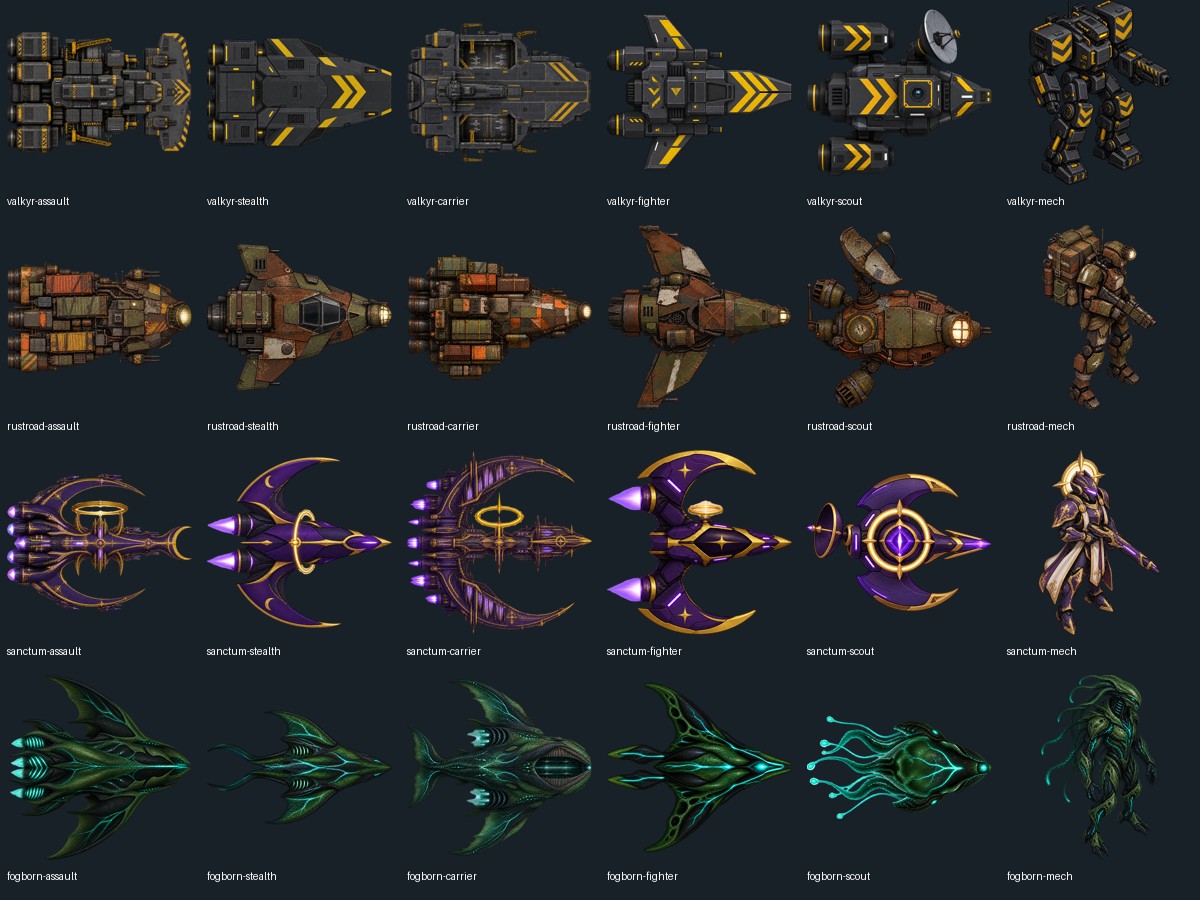 valkyr-assault valkyr-stealth valkyr-carrier valkyr-fighter valkyr-scout valkyr-mech
rustroad-assault rustroad-stealth rustroad-carrier rustroad-fighter rustroad-scout rustroad-mech
sanctum-assault sanctum-stealth sanctum-carrier sanctum-fighter sanctum-scout sanctum-mech
fogborn-assault fogborn-stealth fogborn-carrier fogborn-fighter fogborn-scout fogborn-mech